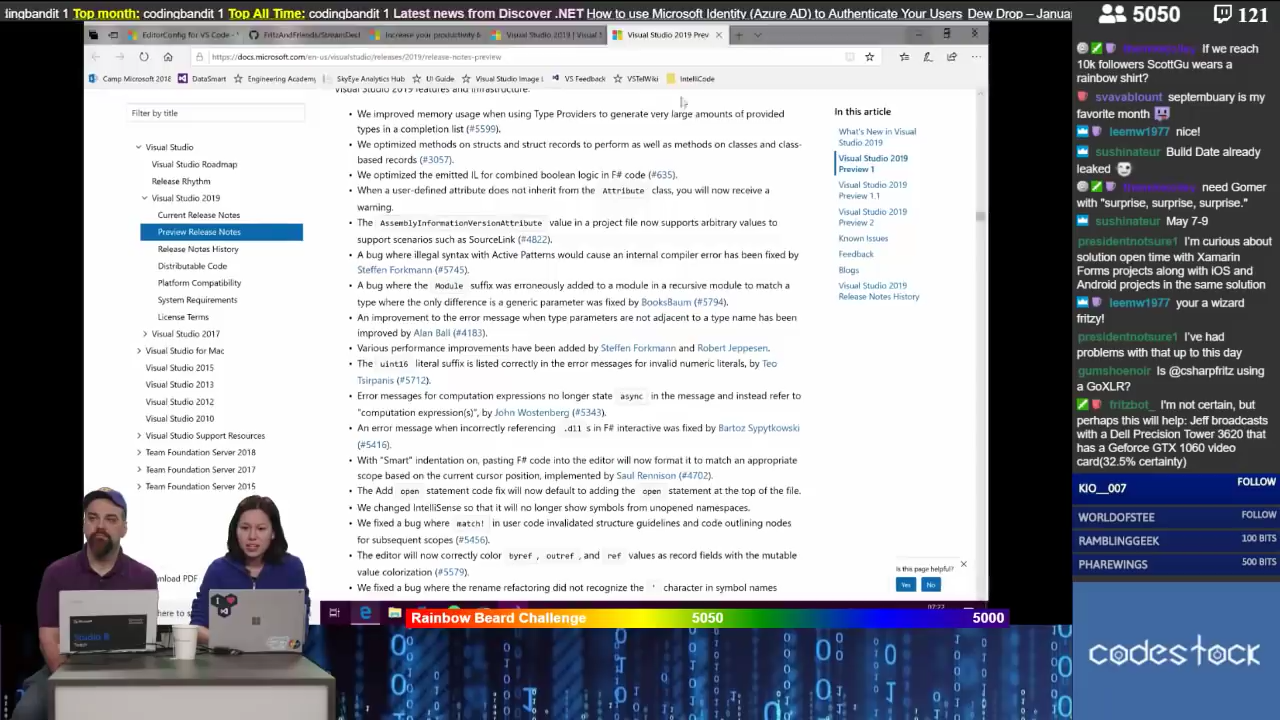 lingbandit 1 Top month: codingbandit 1 Top All Time: codingbandit 1 Latest news from Discover .NET How to use Microsoft Identity (Azure AD) to Authenticate Your Users Dew Drop – Janua
5050
121
EditorConfig for VS Code -
FritzAndFriends/StreamDecl
Increase your productivity &
Visual Studio 2019 | Visual S
Visual Studio 2019 Prev
https://docs.microsoft.com/en-us/visualstudio/releases/2019/release-notes-preview
Camp Microsoft 2018
DataSmart
Engineering Academy
SkyEye Analytics Hub
UI Guide
Visual Studio Image L
VS Feedback
VSTelWiki
IntelliCode
Filter by title
Visual Studio
Visual Studio Roadmap
Release Rhythm
Visual Studio 2019
Current Release Notes
Preview Release Notes
Release Notes History
Distributable Code
Platform Compatibility
System Requirements
License Terms
Visual Studio 2017
Visual Studio for Mac
Visual Studio 2015
Visual Studio 2013
Visual Studio 2012
Visual Studio 2010
Visual Studio Support Resources
Team Foundation Server 2018
Team Foundation Server 2017
Team Foundation Server 2015
nload PDF
Visual Studio 2019 features and infrastructure.
• We improved memory usage when using Type Providers to generate very large amounts of provided
types in a completion list (#5599).
• We optimized methods on structs and struct records to perform as well as methods on classes and class-
based records (#3057).
• We optimized the emitted IL for combined boolean logic in F# code (#635).
• When a user-defined attribute does not inherit from the Attribute class, you will now receive a
warning.
• The AssemblyInformationVersionAttribute value in a project file now supports arbitrary values to
support scenarios such as SourceLink (#4822).
• A bug where illegal syntax with Active Patterns would cause an internal compiler error has been fixed by
Steffen Forkmann (#5745).
• A bug where the Module suffix was erroneously added to a module in a recursive module to match a
type where the only difference is a generic parameter was fixed by BooksBaum (#5794).
• An improvement to the error message when type parameters are not adjacent to a type name has been
improved by Alan Ball (#4183).
• Various performance improvements have been added by Steffen Forkmann and Robert Jeppesen.
• The uint16 literal suffix is listed correctly in the error messages for invalid numeric literals, by Teo
Tsirpanis (#5712).
• Error messages for computation expressions no longer state async in the message and instead refer to
"computation expression(s)", by John Wostenberg (#5343).
• An error message when incorrectly referencing .dll s in F# interactive was fixed by Bartoz Sypytkowski
(#5416).
• With "Smart" indentation on, pasting F# code into the editor will now format it to match an appropriate
scope based on the current cursor position, implemented by Saul Rennison (#4702).
• The Add open statement code fix will now default to adding the open statement at the top of the file.
• We changed IntelliSense so that it will no longer show symbols from unopened namespaces.
• We fixed a bug where match! in user code invalidated structure guidelines and code outlining nodes
for subsequent scopes (#5456).
• The editor will now correctly color byref, outref, and ref values as record fields with the mutable
value colorization (#5579).
• We fixed a bug where the rename refactoring did not recognize the ' character in symbol names
In this article
What's New in Visual
Studio 2019
Visual Studio 2019
Preview 1
Visual Studio 2019
Preview 1.1
Visual Studio 2019
Preview 2
Known Issues
Feedback
Blogs
Visual Studio 2019
Release Notes History
Is this page helpful?
Yes No
07:22
Rainbow Beard Challenge 5050 5000
If we reach
10k followers ScottGu wears a
rainbow shirt?
svavablount septembuary is my
favorite month
leemw1977 nice!
sushinateur Build Date already
leaked
need Gomer
with "surprise, surprise, surprise."
sushinateur May 7-9
presidentnotsure1 I'm curious about
solution open time with Xamarin
Forms projects along with iOS and
Android projects in the same solution
leemw1977 your a wizard
fritzy!
presidentnotsure1 I've had
problems with that up to this day
gumshoenoir Is @csharpfritz using
a GoXLR?
fritzbot_ I'm not certain, but
perhaps this will help: Jeff broadcasts
with a Dell Precision Tower 3620 that
has a Geforce GTX 1060 video
card(32.5% certainty)
KIO__007 FOLLOW
WORLDOFSTEE FOLLOW
RAMBLINGGEEK 100 BITS
PHAREWINGS 500 BITS
codestock